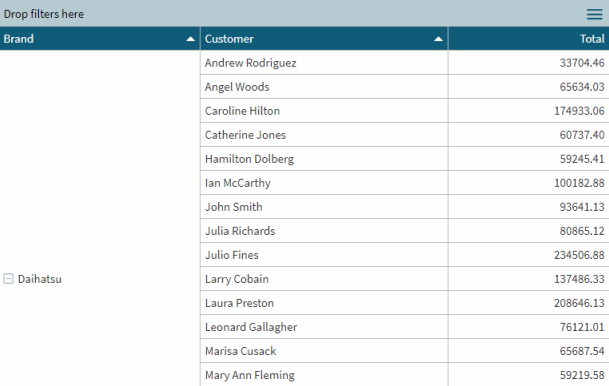 Drop filters here
Brand Customer Total
Andrew Rodriguez 33704.46
Angel Woods 65634.03
Caroline Hilton 174933.06
Catherine Jones 60737.40
Hamilton Dolberg 59245.41
Ian McCarthy 100182.88
John Smith 93641.13
Julia Richards 80865.12
Julio Fines 234506.88
Daihatsu Larry Cobain 137486.33
Laura Preston 208646.13
Leonard Gallagher 76121.01
Marisa Cusack 65687.54
Mary Ann Fleming 59219.58